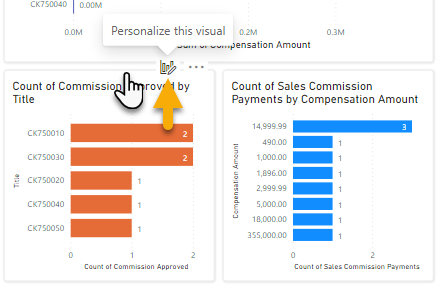 CK750040
0.00M
0.0M
0.2M
0.3M
Sum of Compensation Amount
Personalize this visual
Count of Commission Approved by
Title
Title
CK750010
2
CK750030
2
CK750020
1
CK750040
1
CK750050
1
0
1
2
Count of Commission Approved
Count of Sales Commission
Payments by Compensation Amount
Compensation Amount
14,999.99
3
490.00
1
1,000.00
1
1,896.00
1
2,999.99
1
5,000.00
1
18,000.00
1
355,000.00
1
0
2
Count of Sales Commission Payments